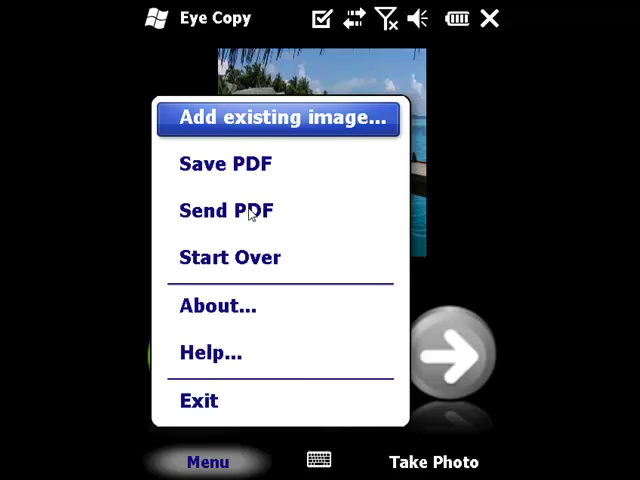 Eye Copy
Add existing image...
Save PDF
Send PDF
Start Over
About...
Help...
Exit
Menu
Take Photo